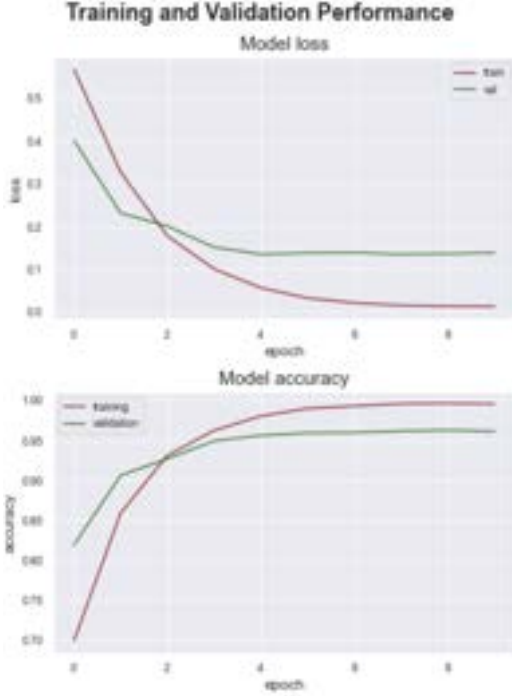 Training and Validation Performance
Model loss
train
val
0.5
0.4
0.3
0.2
0.1
0.0
loss
0 2 4 6 8
epoch
Model accuracy
training
validation
1.00
0.95
0.90
0.85
0.80
0.75
0.70
accuracy
0 2 4 6 8
epoch